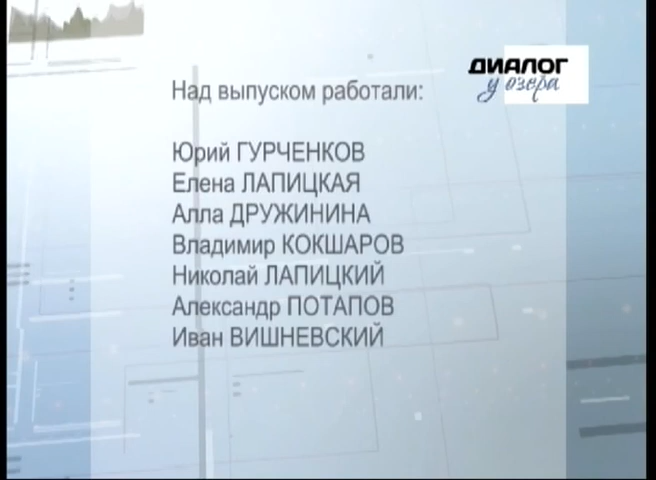 ДИАЛОГ
у озера
Над выпуском работали:
Юрий ГУРЧЕНКОВ
Елена ЛАПИЦКАЯ
Алла ДРУЖИНИНА
Владимир КОКШАРОВ
Николай ЛАПИЦКИЙ
Александр ПОТАПОВ
Иван ВИШНЕВСКИЙ